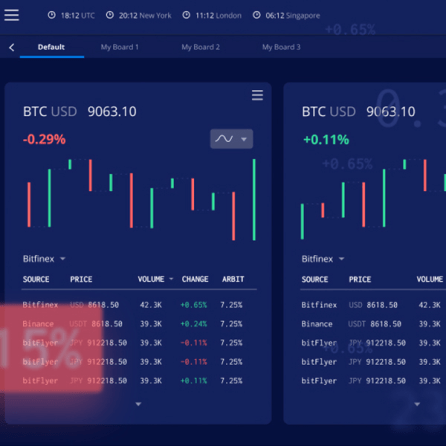 18:12 UTC 20:12 New York 11:12 London 06:12 Singapore
+0.65%
Default My Board 1 My Board 2 My Board 3
0.3
BTC USD 9063.10
-0.29%
Bitfinex
SOURCE PRICE VOLUME CHANGE ARBIT
Bitfinex USD 8618.50 42.3K +0.65% 7.25%
Binance USDT 8618.50 39.3K +0.24% 7.25%
bitFlyer JPY 912218.50 39.3K -0.11% 7.25%
bitFlyer JPY 912218.50 39.3K -0.11% 7.25%
bitFlyer JPY 912218.50 39.3K +0.11% 7.25%
15%
BTC USD 9063.10
+0.11%
+0.65%
Bitfinex
SOURCE PRICE VOLUME
Bitfinex USD 8618.50 42.3K
Binance USDT 8618.50 39.3K
bitFlyer JPY 912218.50 39.3K
bitFlyer JPY 912218.50 39.3K
bitFlyer JPY 912218.50 39.3K
23